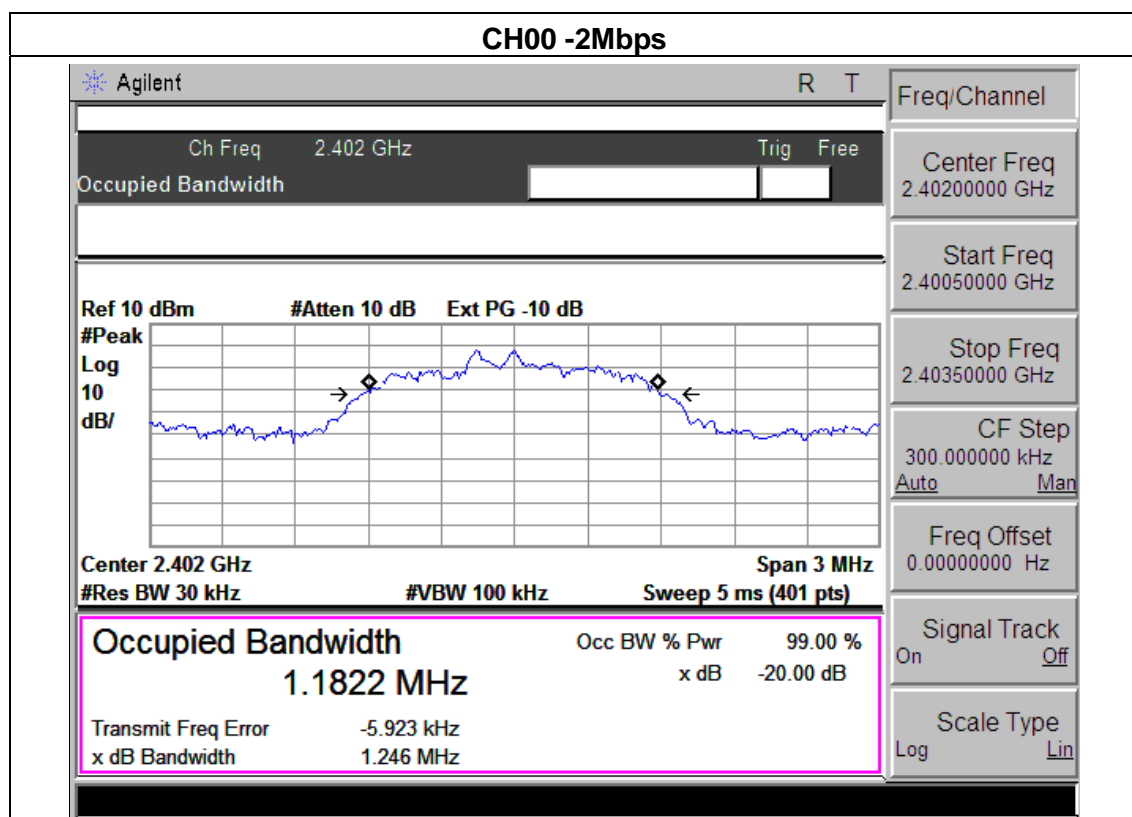 CH00 -2Mbps
Agilent R T
Ch Freq 2.402 GHz Trig Free
Occupied Bandwidth
Ref 10 dBm #Atten 10 dB Ext PG -10 dB
#Peak
Log
10
dB/
Center 2.402 GHz Span 3 MHz
#Res BW 30 kHz #VBW 100 kHz Sweep 5 ms (401 pts)
Occupied Bandwidth Occ BW % Pwr 99.00 %
1.1822 MHz x dB -20.00 dB
Transmit Freq Error -5.923 kHz
x dB Bandwidth 1.246 MHz
Freq/Channel
Center Freq
2.40200000 GHz
Start Freq
2.40050000 GHz
Stop Freq
2.40350000 GHz
CF Step
300.000000 kHz
Auto Man
Freq Offset
0.00000000 Hz
Signal Track
On Off
Scale Type
Log Lin